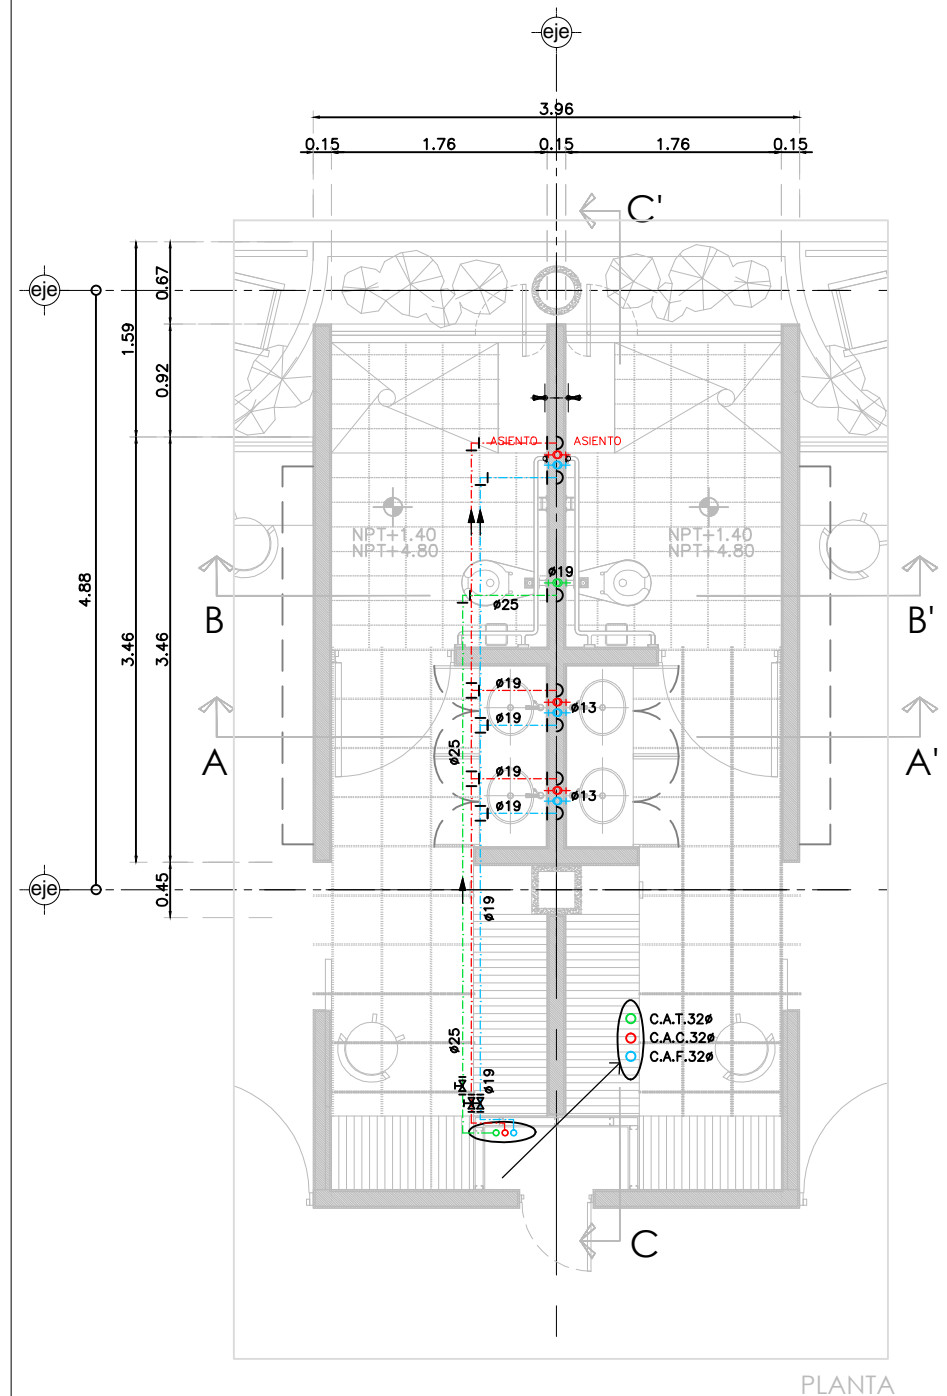 eje
3.96
0.15 1.76 0.15 1.76 0.15
C'
eje
0.67
1.59
0.92
ASIENTO ASIENTO
NPT+1.40 NPT+1.40
NPT+4.80 NPT+4.80
ø19
ø25
4.88
3.46
3.46
B B'
ø19
ø13
ø19
ø25
A A'
ø19
ø13
ø19
eje
0.45
ø19
C.A.T.32ø
C.A.C.32ø
C.A.F.32ø
ø25
ø19
C
PLANTA